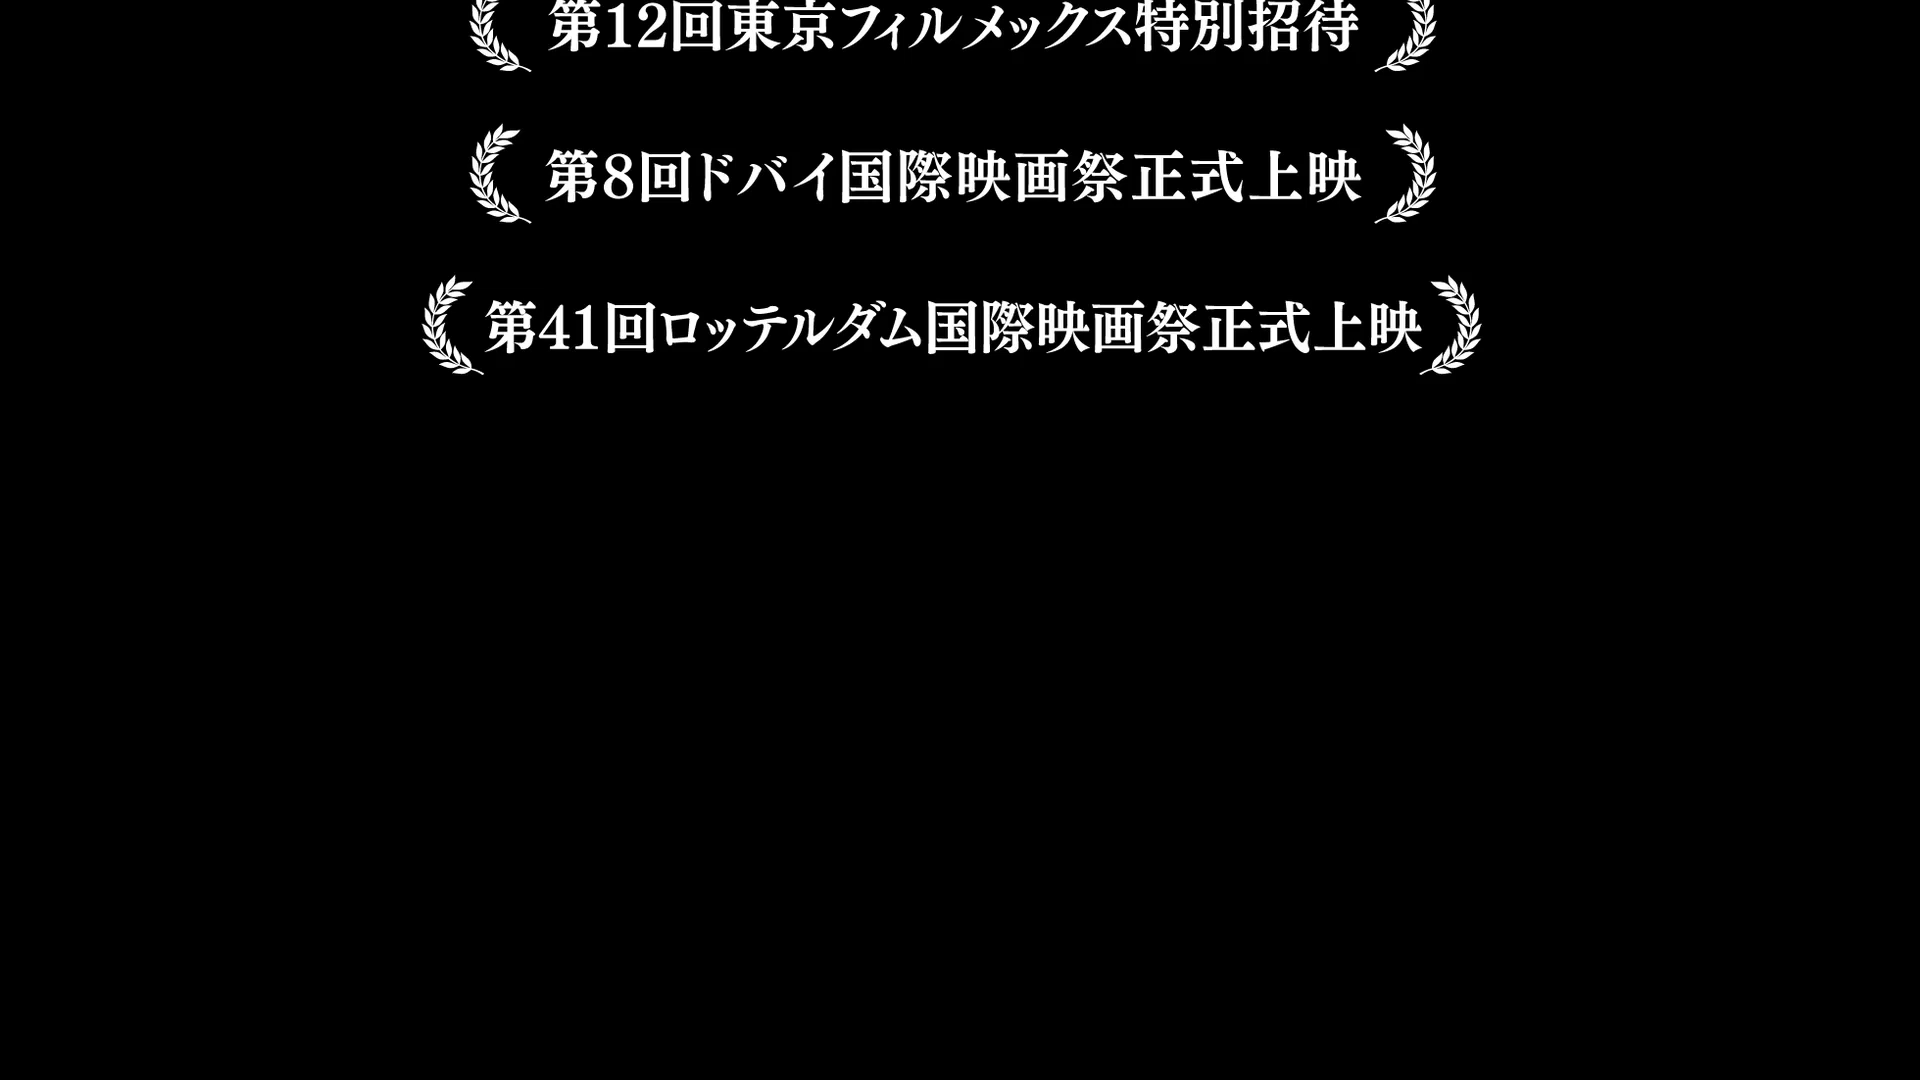 第12回東京フィルメックス特別招待
第8回ドバイ国際映画祭正式上映
第41回ロッテルダム国際映画祭正式上映